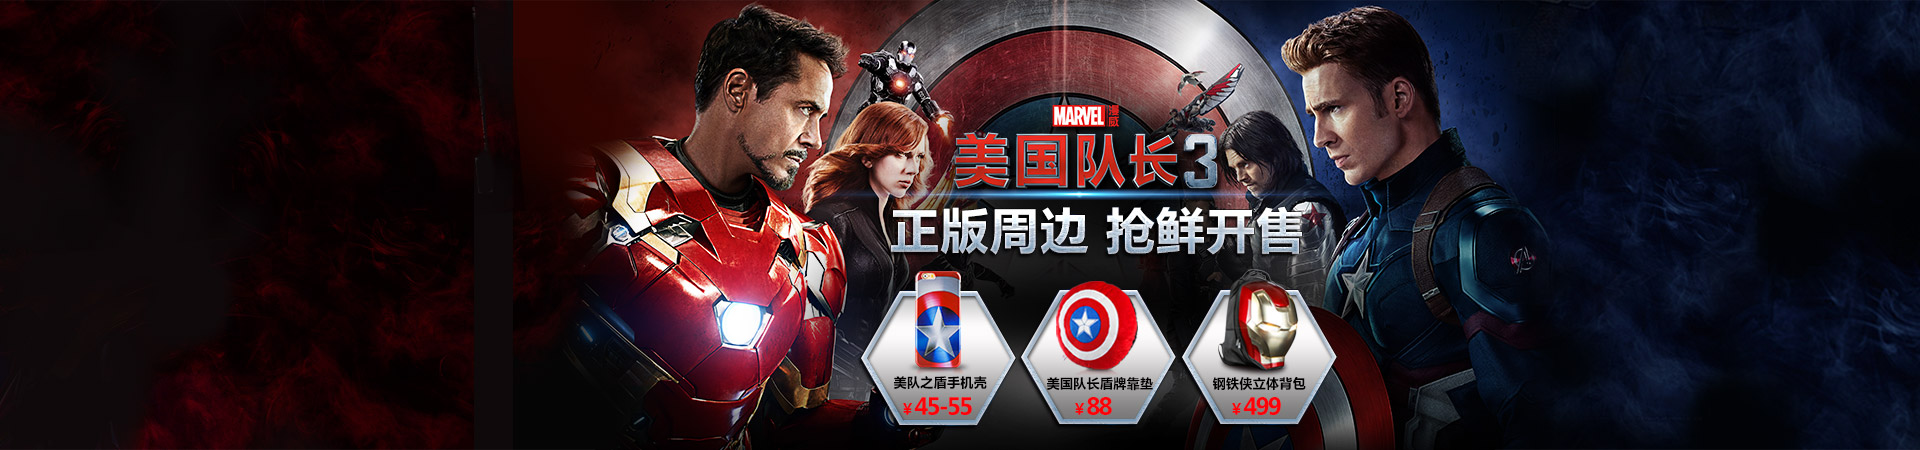 MARVEL 漫威
美国队长3
正版周边 抢鲜开售
美队之盾手机壳
¥45-55
美国队长盾牌靠垫
¥88
钢铁侠立体背包
¥499